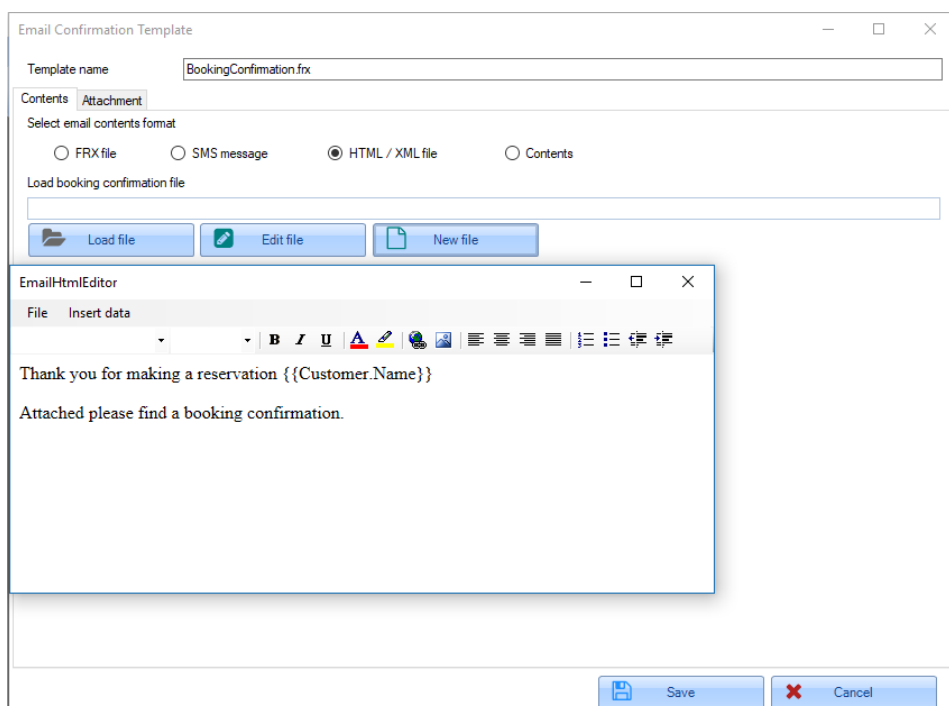 Email Confirmation Template
Template name BookingConfirmation.frx
Contents Attachment
Select email contents format
FRX file SMS message HTML / XML file Contents
Load booking confirmation file
Load file Edit file New file
EmailHtmlEditor
File Insert data
B I U A
Thank you for making a reservation {{Customer.Name}}
Attached please find a booking confirmation.
Save Cancel